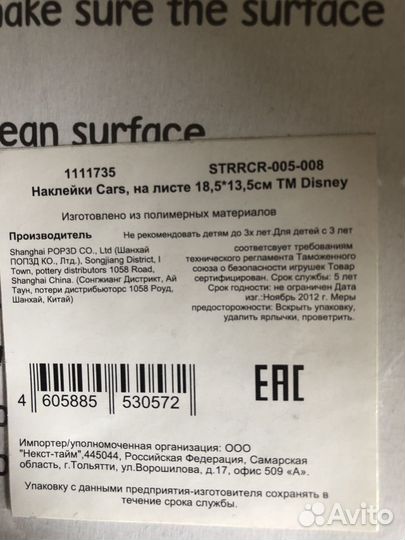 make sure the surface
ean surface
1111735 STRRCR-005-008
Наклейки Cars, на листе 18,5*13,5см ТМ Disney
Изготовлено из полимерных материалов
Производитель
Shanghai POP3D CO., Ltd (Шанхай
ПОП3Д КО., Лтд.), Songjiang District, I
Town, pottery distributors 1058 Road,
Shanghai China. (Сонгжианг Дистрикт, Ай
Таун, потери дистрибьюторс 1058 Роуд,
Шанхай, Китай)
Не рекомендовать детям до 3х лет.Для детей с 3 лет
соответсвует требованиям
технического регламента Таможенного
союза о безопасности игрушек Товар
сертифицирован. Срок службы: 5 лет
Срок годности: не ограничен Дата
изг.:Ноябрь 2012 г. Меры
предосторожности: Вскрыть упаковку,
удалить ярлычки, проветрить.
4 605885 530572
EAC
Импортер/уполномоченная организация: ООО
"Некст-тайм",445044, Российская Федерация, Самарская
область, г.Тольятти, ул.Ворошилова, д.17, офис 509 «А».
Упаковку с данными предприятия-изготовителя сохранять в
течение срока службы.
Avito